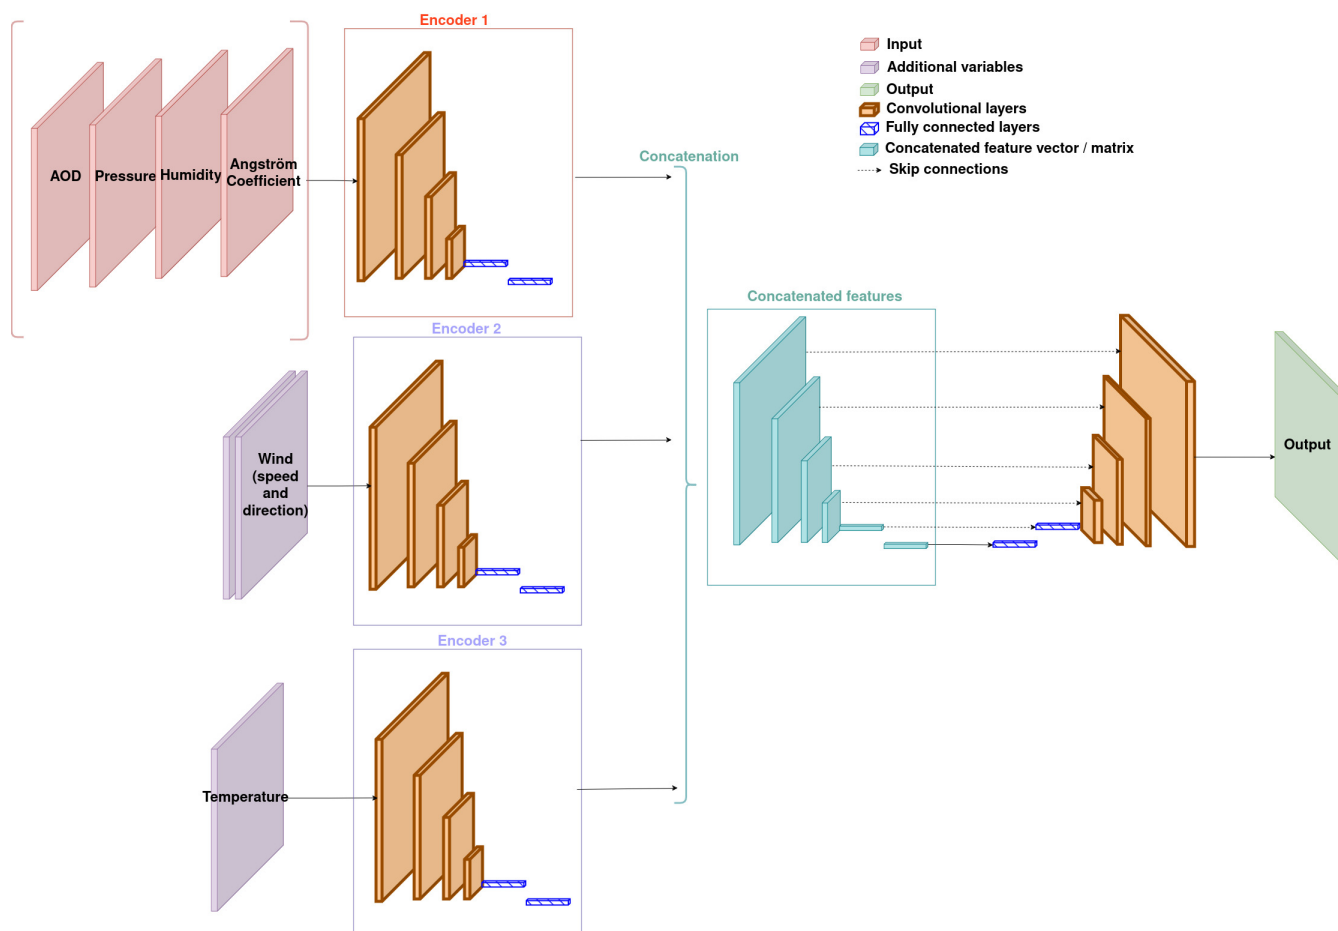 Encoder 1
Input
Additional variables
Output
Convolutional layers
Fully connected layers
Concatenated feature vector / matrix
Skip connections
AOD
Pressure
Humidity
Angström
Coefficient
Concatenation
Encoder 2
Wind
(speed
and
direction)
Concatenated features
Output
Encoder 3
Temperature